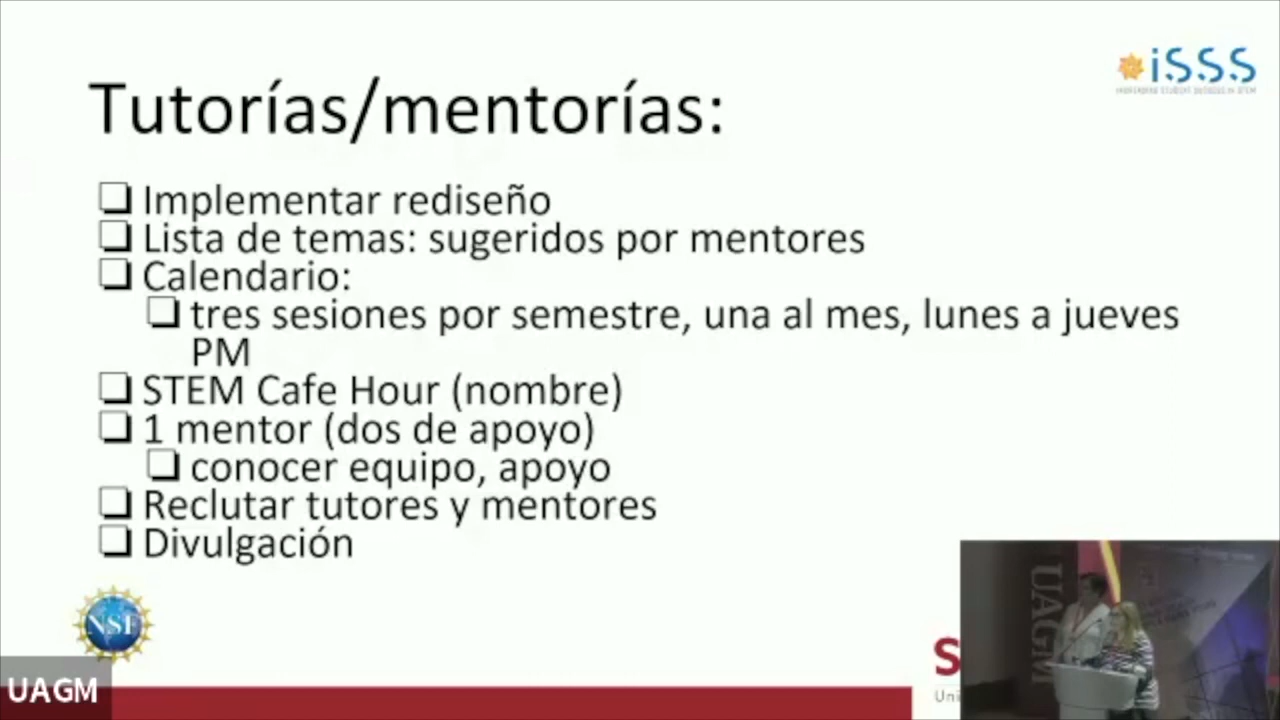 iSSS
Tutorías/mentorías:
❑ Implementar rediseño
❑ Lista de temas: sugeridos por mentores
❑ Calendario:
❑ tres sesiones por semestre, una al mes, lunes a jueves
PM
❑ STEM Cafe Hour (nombre)
❑ 1 mentor (dos de apoyo)
❑ conocer equipo, apoyo
❑ Reclutar tutores y mentores
❑ Divulgación
NSF
UAGM
S
Uni
UAGM